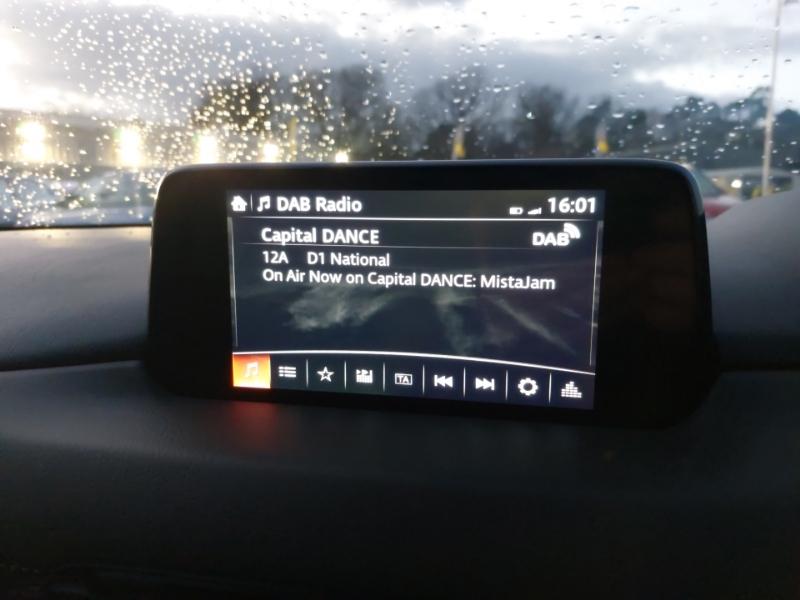 DAB Radio
16:01
Capital DANCE
DAB
12A D1 National
On Air Now on Capital DANCE: MistaJam
TA